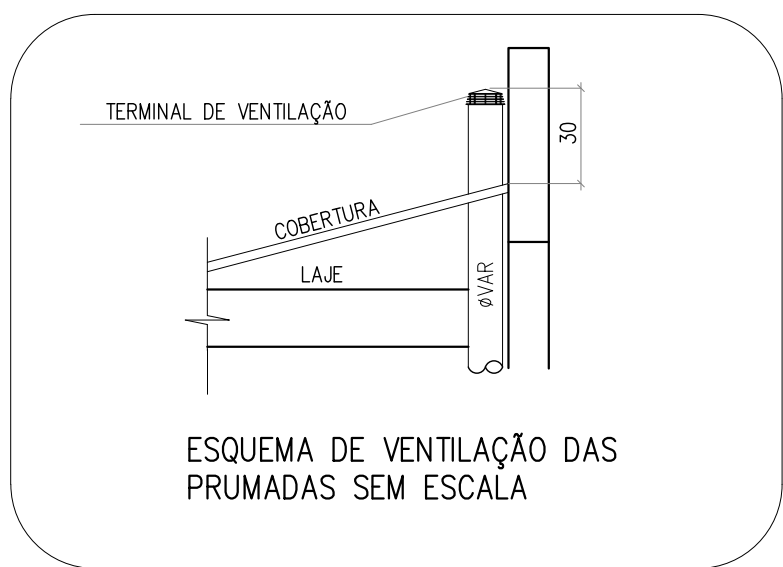 TERMINAL DE VENTILAÇÃO
30
COBERTURA
LAJE
øVAR
ESQUEMA DE VENTILAÇÃO DAS
PRUMADAS SEM ESCALA